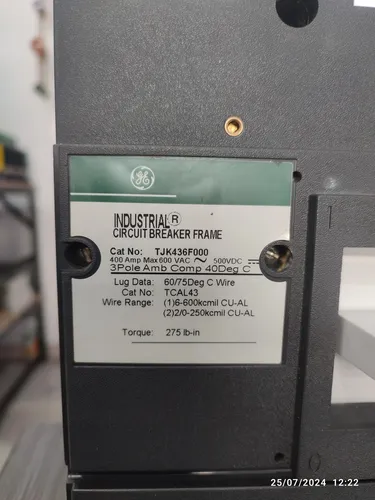 GE
INDUSTRIAL®
CIRCUIT BREAKER FRAME
Cat No: TJK436F000
400 Amp Max 600 VAC ~ 500VDC ⎓
3Pole Amb Comp 40Deg C
Lug Data: 60/75Deg C Wire
Cat No: TCAL43
Wire Range: (1)6-600kcmil CU-AL
(2)2/0-250kcmil CU-AL
Torque: 275 lb-in
1
25/07/2024 12:22